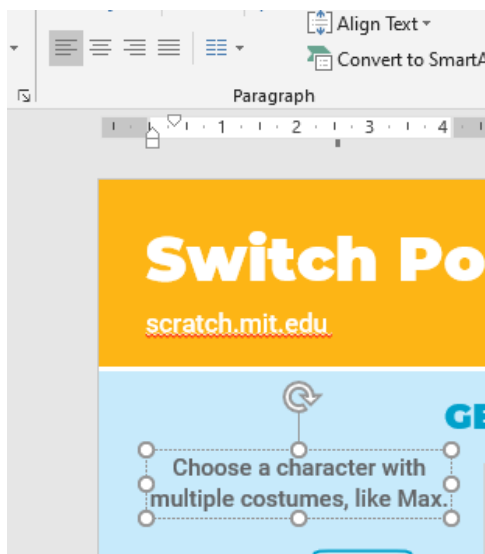 Align Text
Convert to SmartA
Paragraph
1 2 3 4
Switch Po
scratch.mit.edu
GE
Choose a character with
multiple costumes, like Max.